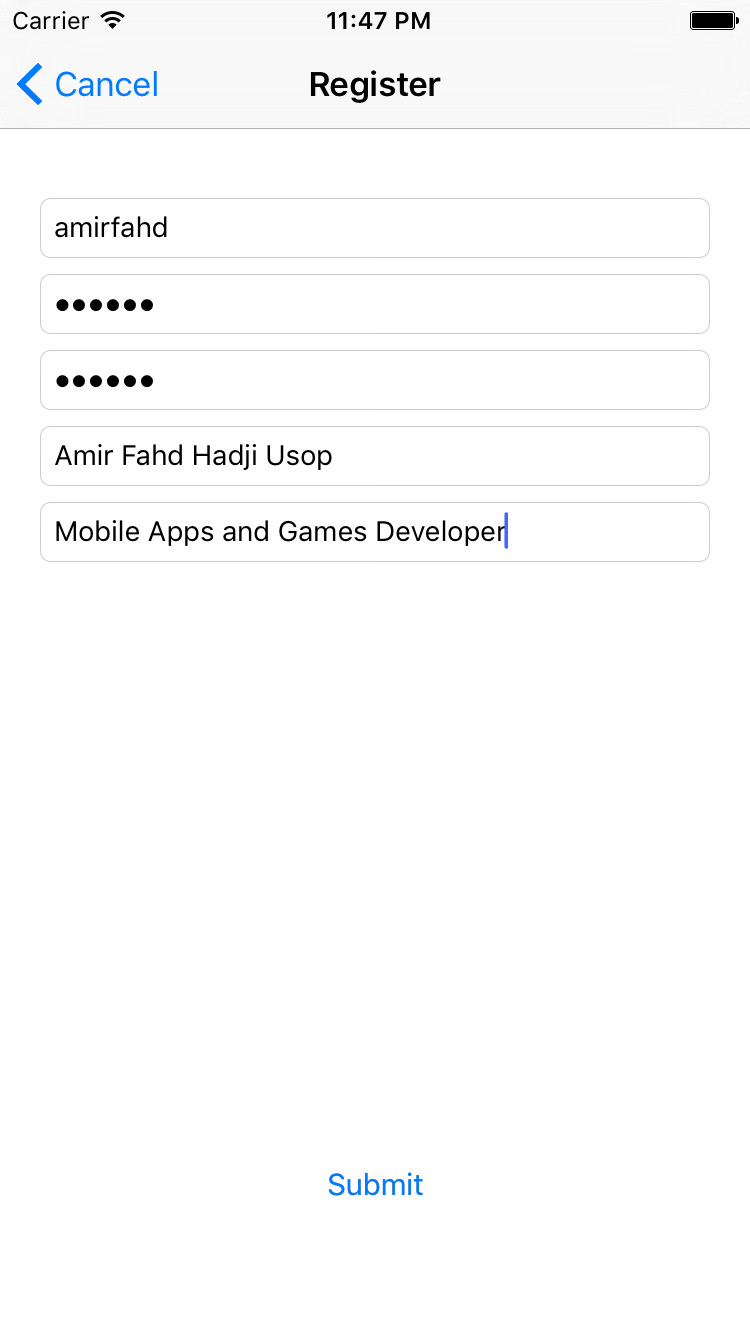 Carrier 11:47 PM
Cancel Register
amirfahd
••••••
••••••
Amir Fahd Hadji Usop
Mobile Apps and Games Developer
Submit